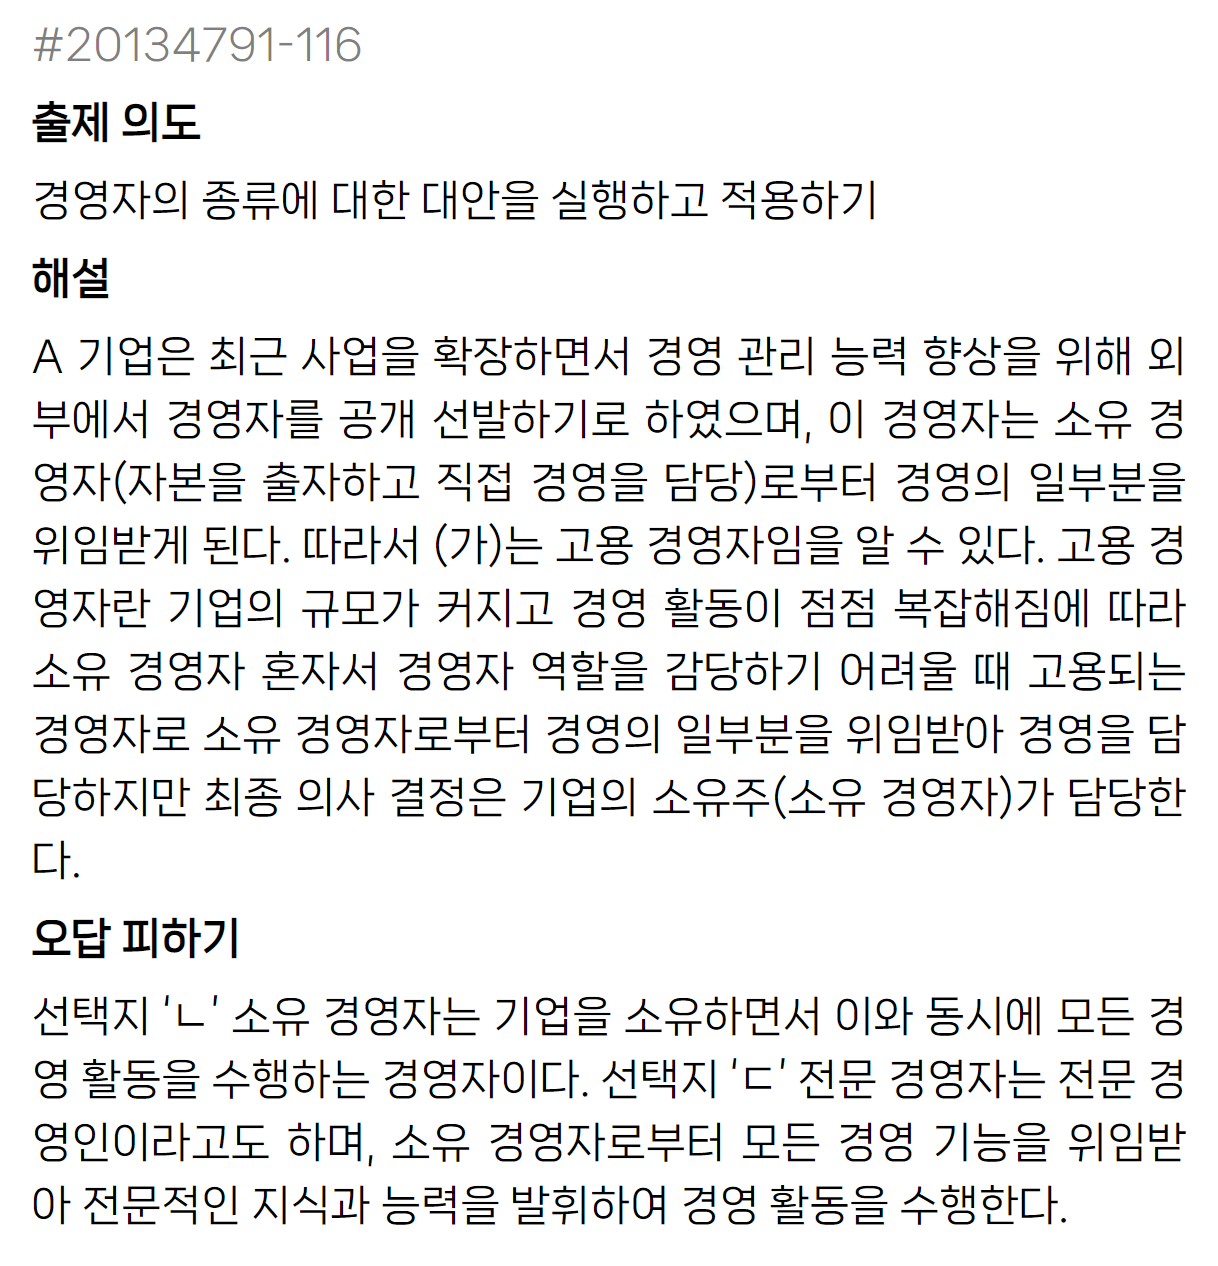 #20134791-116
출제 의도
경영자의 종류에 대한 대안을 실행하고 적용하기
해설
A 기업은 최근 사업을 확장하면서 경영 관리 능력 향상을 위해 외
부에서 경영자를 공개 선발하기로 하였으며, 이 경영자는 소유 경
영자(자본을 출자하고 직접 경영을 담당)로부터 경영의 일부분을
위임받게 된다. 따라서 (가)는 고용 경영자임을 알 수 있다. 고용 경
영자란 기업의 규모가 커지고 경영 활동이 점점 복잡해짐에 따라
소유 경영자 혼자서 경영자 역할을 감당하기 어려울 때 고용되는
경영자로 소유 경영자로부터 경영의 일부분을 위임받아 경영을 담
당하지만 최종 의사 결정은 기업의 소유주(소유 경영자)가 담당한
다.
오답 피하기
선택지 'ㄴ' 소유 경영자는 기업을 소유하면서 이와 동시에 모든 경
영 활동을 수행하는 경영자이다. 선택지 'ㄷ' 전문 경영자는 전문 경
영인이라고도 하며, 소유 경영자로부터 모든 경영 기능을 위임받
아 전문적인 지식과 능력을 발휘하여 경영 활동을 수행한다.